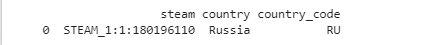 steam country country_code
0 STEAM_1:1:180196110 Russia RU